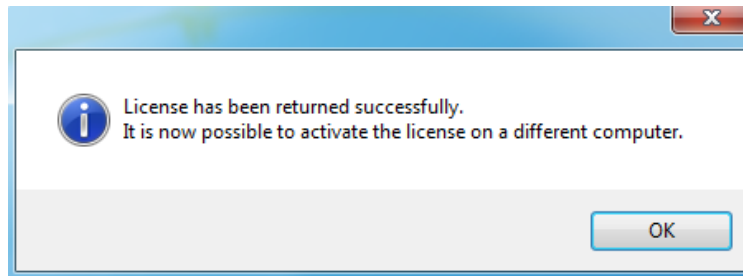 License has been returned successfully.
It is now possible to activate the license on a different computer.
OK